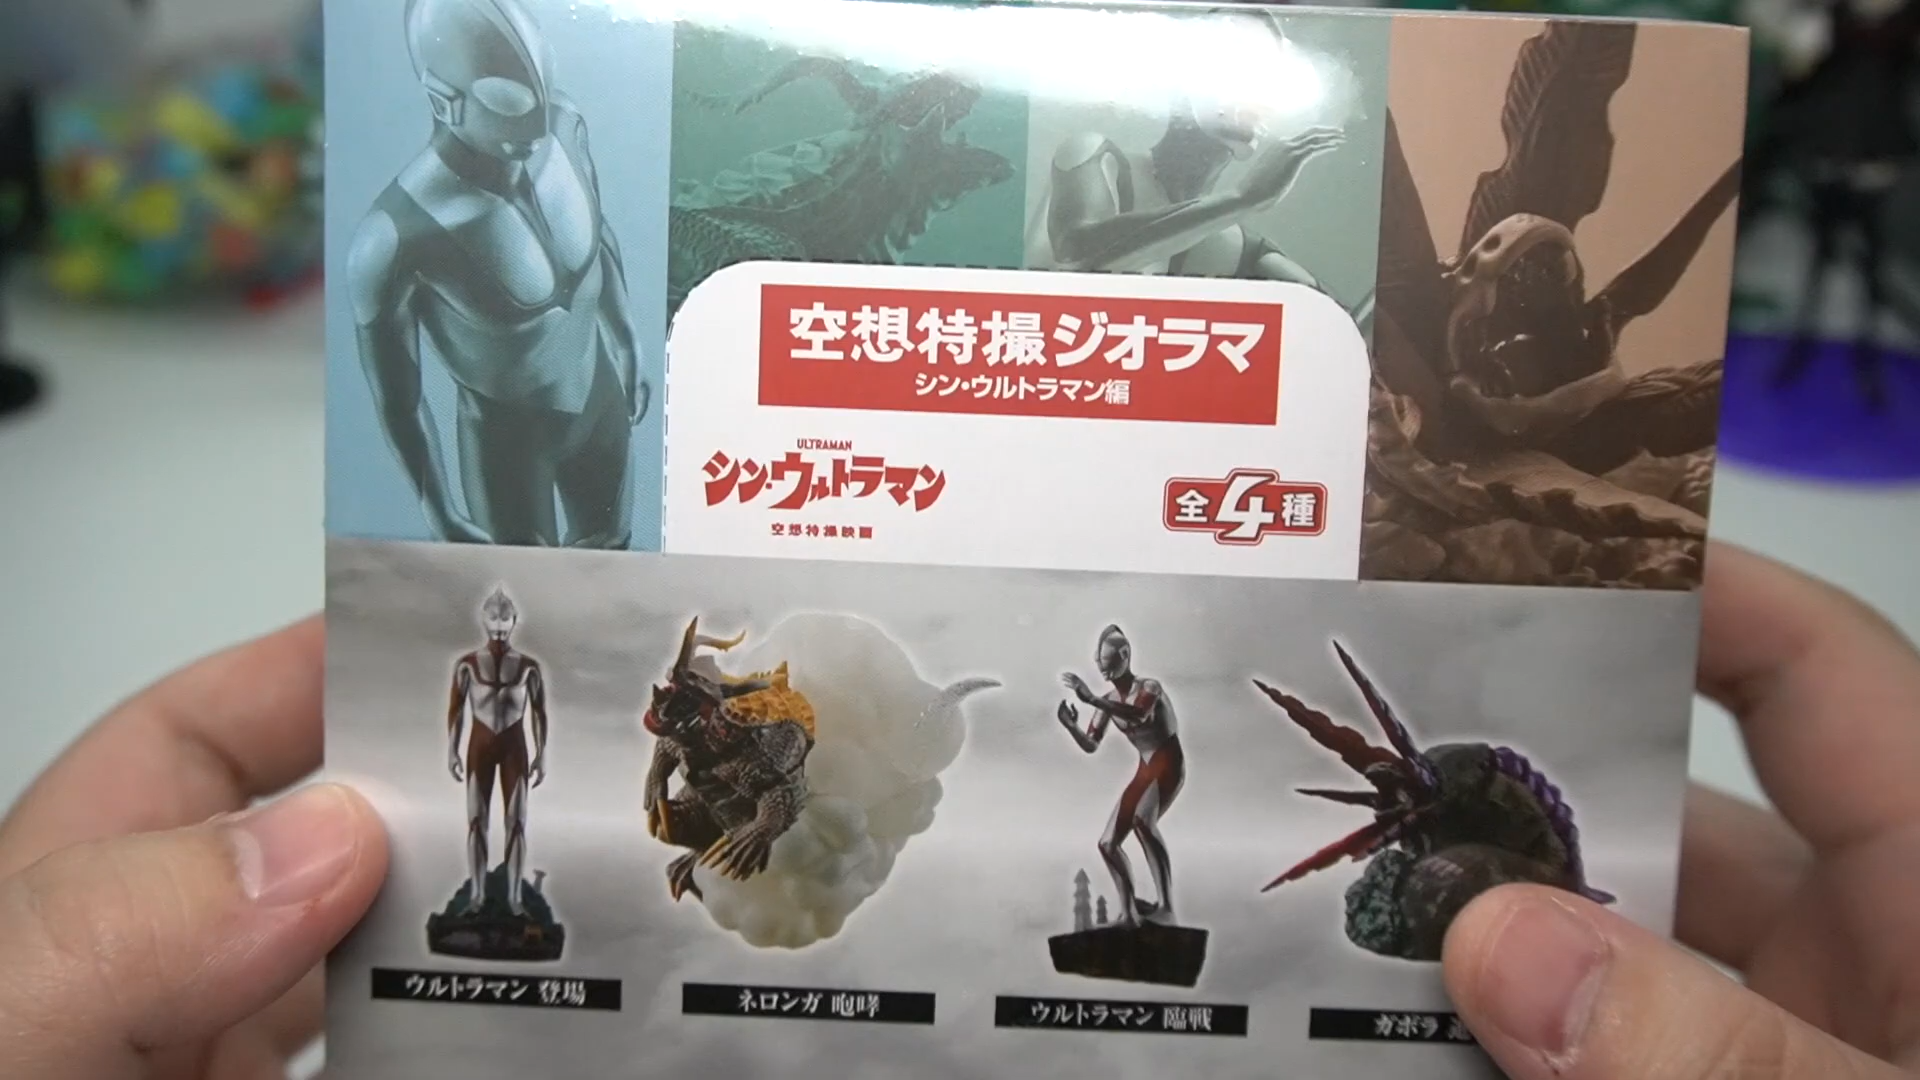 空想特撮ジオラマ
シン・ウルトラマン編
ULTRAMAN
シン・ウルトラマン
空想特撮映画
全4種
ウルトラマン 登場
ネロンガ 咆哮
ウルトラマン 臨戦
ガボラ